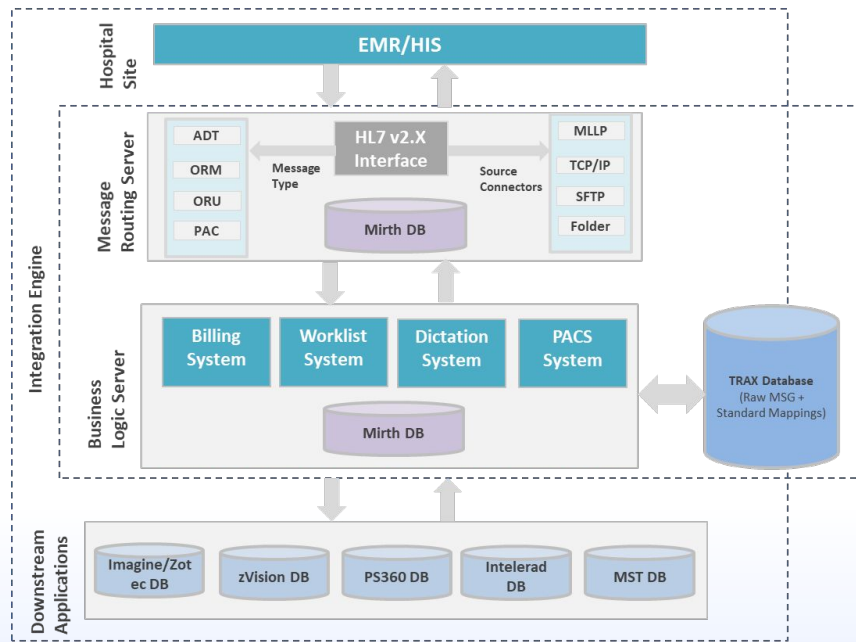 Hospital
Site
EMR/HIS
Integration Engine
Message
Routing Server
ADT
ORM
ORU
PAC
Message
Type
HL7 v2.X
Interface
Source
Connectors
MLLP
TCP/IP
SFTP
Folder
Mirth DB
Business
Logic Server
Billing
System
Worklist
System
Dictation
System
PACS
System
Mirth DB
TRAX Database
(Raw MSG +
Standard Mappings)
Downstream
Applications
Imagine/Zot
ec DB
zVision DB
PS360 DB
Intelerad
DB
MST DB